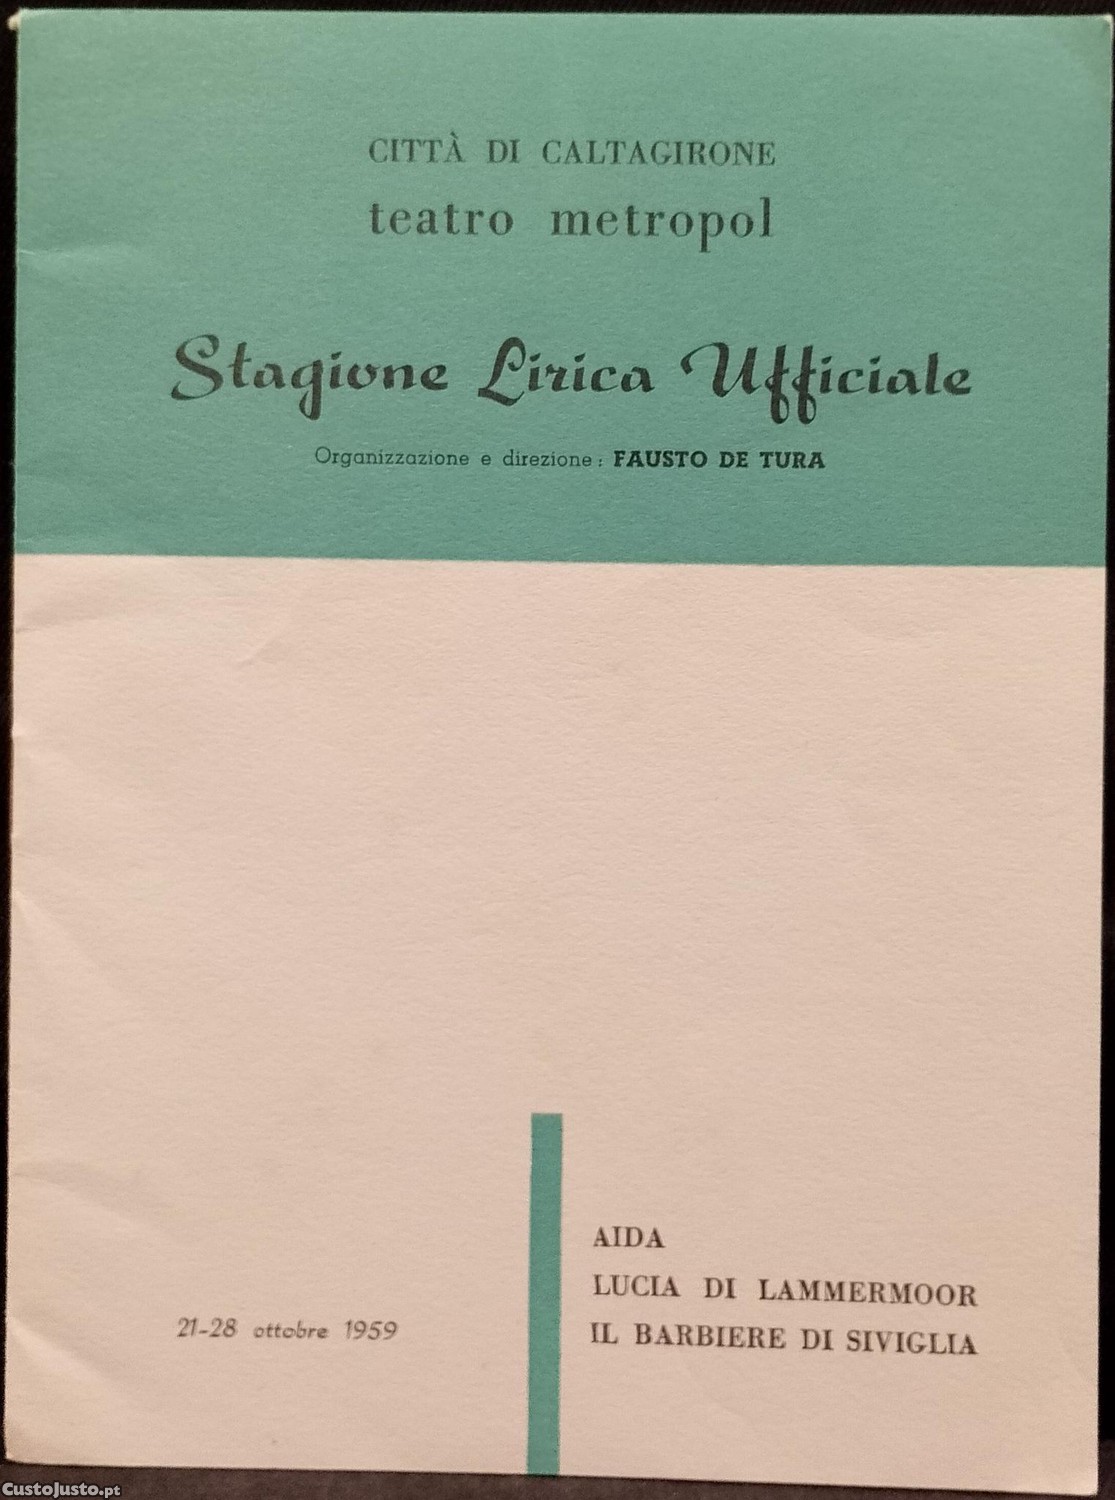 CITTÀ DI CALTAGIRONE
teatro metropol
Stagione Lirica Ufficiale
Organizzazione e direzione: FAUSTO DE TURA
AIDA
LUCIA DI LAMMERMOOR
IL BARBIERE DI SIVIGLIA
21-28 ottobre 1959
CustoJusto.pt